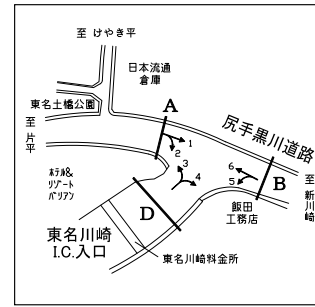 至 けやき平
日本流通
倉庫
東名土橋公園
A
尻手黒川道路
至
片
平
1
2
3
4
6
5
B
至
新
川
崎
ホテル&
リゾート
バリアン
D
飯田
工務店
東名川崎
I.C.入口
東名川崎料金所